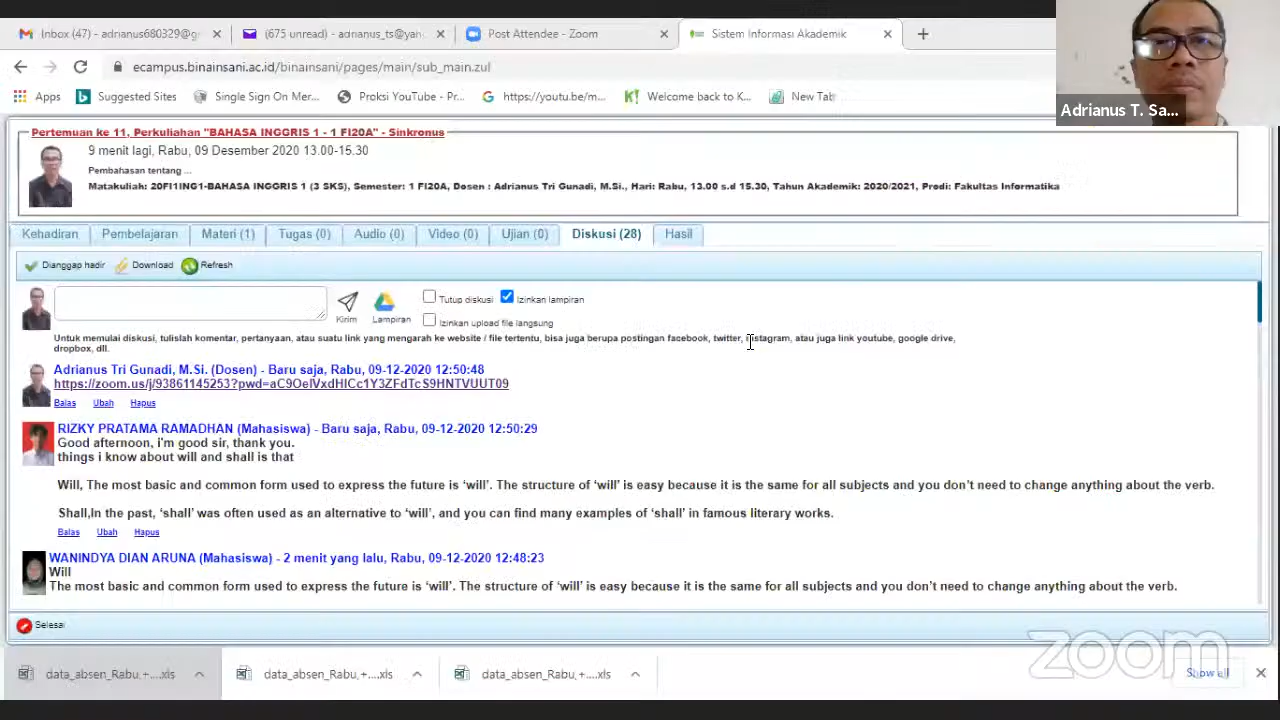 Inbox (47) - adrianus680329@g
(675 unread) - adrianus_ts@yah
Post Attendee - Zoom
Sistem Informasi Akademik
ecampus.binainsani.ac.id/binainsani/pages/main/sub_main.zul
Apps
Suggested Sites
Single Sign On Mer...
Proksi YouTube - Pr...
https://youtu.be/m...
Welcome back to K...
New Tab
Adrianus T. Sa...
Pertemuan ke 11, Perkuliahan "BAHASA INGGRIS 1 - 1 FI20A" - Sinkronus
9 menit lagi, Rabu, 09 Desember 2020 13.00-15.30
Pembahasan tentang ...
Matakuliah: 20FI1ING1-BAHASA INGGRIS 1 (3 SKS), Semester: 1 FI20A, Dosen : Adrianus Tri Gunadi, M.Si., Hari: Rabu, 13.00 s.d 15.30, Tahun Akademik: 2020/2021, Prodi: Fakultas Informatika
Kehadiran
Pembelajaran
Materi (1)
Tugas (0)
Audio (0)
Video (0)
Ujian (0)
Diskusi (28)
Hasil
Dianggap hadir
Download
Refresh
Kirim
Lampiran
Tutup diskusi
Izinkan lampiran
Izinkan upload file langsung
Untuk memulai diskusi, tulislah komentar, pertanyaan, atau suatu link yang mengarah ke website / file tertentu, bisa juga berupa postingan facebook, twitter, instagram, atau juga link youtube, google drive,
dropbox, dll.
Adrianus Tri Gunadi, M.Si. (Dosen) - Baru saja, Rabu, 09-12-2020 12:50:48
https://zoom.us/j/93861145253?pwd=aC9OelVxdHlCc1Y3ZFdTcS9HNTVUUT09
Balas Ubah Hapus
RIZKY PRATAMA RAMADHAN (Mahasiswa) - Baru saja, Rabu, 09-12-2020 12:50:29
Good afternoon, i'm good sir, thank you.
things i know about will and shall is that
Will, The most basic and common form used to express the future is ‘will’. The structure of ‘will’ is easy because it is the same for all subjects and you don’t need to change anything about the verb.
Shall,In the past, ‘shall’ was often used as an alternative to ‘will’, and you can find many examples of ‘shall’ in famous literary works.
Balas Ubah Hapus
WANINDYA DIAN ARUNA (Mahasiswa) - 2 menit yang lalu, Rabu, 09-12-2020 12:48:23
Will
The most basic and common form used to express the future is ‘will’. The structure of ‘will’ is easy because it is the same for all subjects and you don’t need to change anything about the verb.
Selesai
zoom
data_absen_Rabu,+....xls
data_absen_Rabu,+....xls
data_absen_Rabu,+....xls
Show all